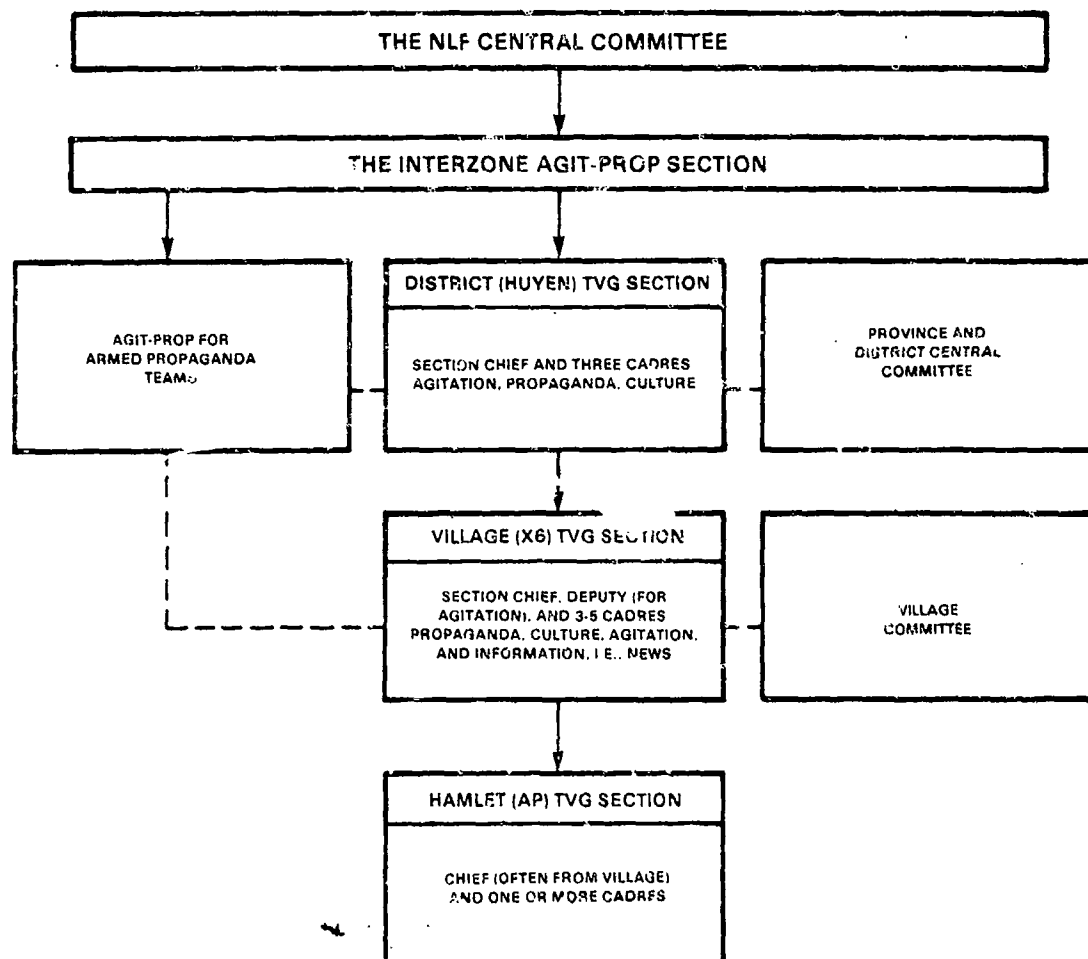 THE NLF CENTRAL COMMITTEE
THE INTERZONE AGIT-PROP SECTION
AGIT-PROP FOR
ARMED PROPAGANDA
TEAMS
DISTRICT (HUYEN) TVG SECTION
SECTION CHIEF AND THREE CADRES
AGITATION, PROPAGANDA, CULTURE
PROVINCE AND
DISTRICT CENTRAL
COMMITTEE
VILLAGE (X6) TVG SECTION
SECTION CHIEF, DEPUTY (FOR
AGITATION), AND 3-5 CADRES
PROPAGANDA, CULTURE, AGITATION,
AND INFORMATION, I.E., NEWS
VILLAGE
COMMITTEE
HAMLET (AP) TVG SECTION
CHIEF (OFTEN FROM VILLAGE)
AND ONE OR MORE CADRES